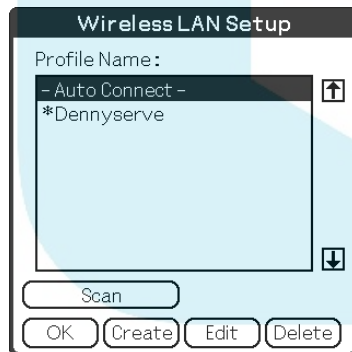 Wireless LAN Setup
Profile Name:
- Auto Connect -
*Dennyserve
Scan
OK Create Edit Delete